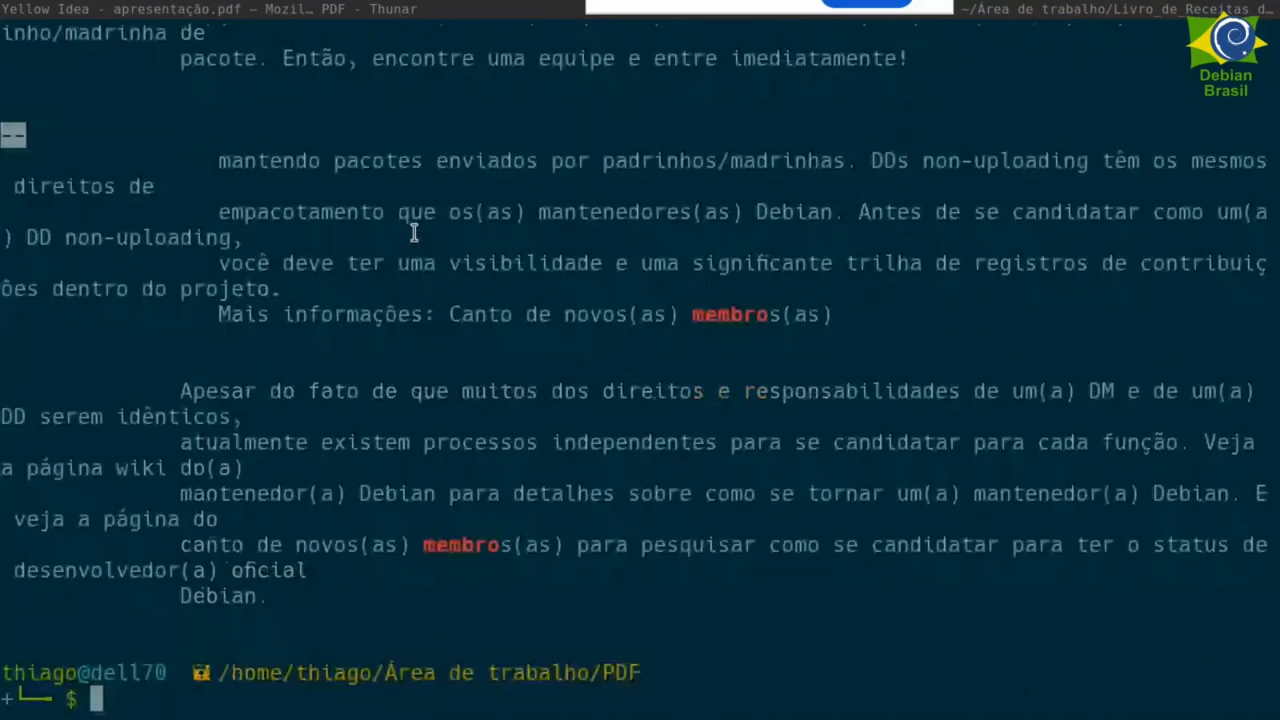 Yellow Idea - apresentação.pdf — Mozil… PDF - Thunar
~/Área de trabalho/Livro_de_Receitas_d…
inho/madrinha de
pacote. Então, encontre uma equipe e entre imediatamente!
--
mantendo pacotes enviados por padrinhos/madrinhas. DDs non-uploading têm os mesmos
direitos de
empacotamento que os(as) mantenedores(as) Debian. Antes de se candidatar como um(a
) DD non-uploading,
você deve ter uma visibilidade e uma significante trilha de registros de contribuiç
ões dentro do projeto.
Mais informações: Canto de novos(as) membros(as)
Apesar do fato de que muitos dos direitos e responsabilidades de um(a) DM e de um(a)
DD serem idênticos,
atualmente existem processos independentes para se candidatar para cada função. Veja
a página wiki do(a)
mantenedor(a) Debian para detalhes sobre como se tornar um(a) mantenedor(a) Debian. E
veja a página do
canto de novos(as) membros(as) para pesquisar como se candidatar para ter o status de
desenvolvedor(a) oficial
Debian.
thiago@dell70 /home/thiago/Área de trabalho/PDF
+└── $
Debian
Brasil